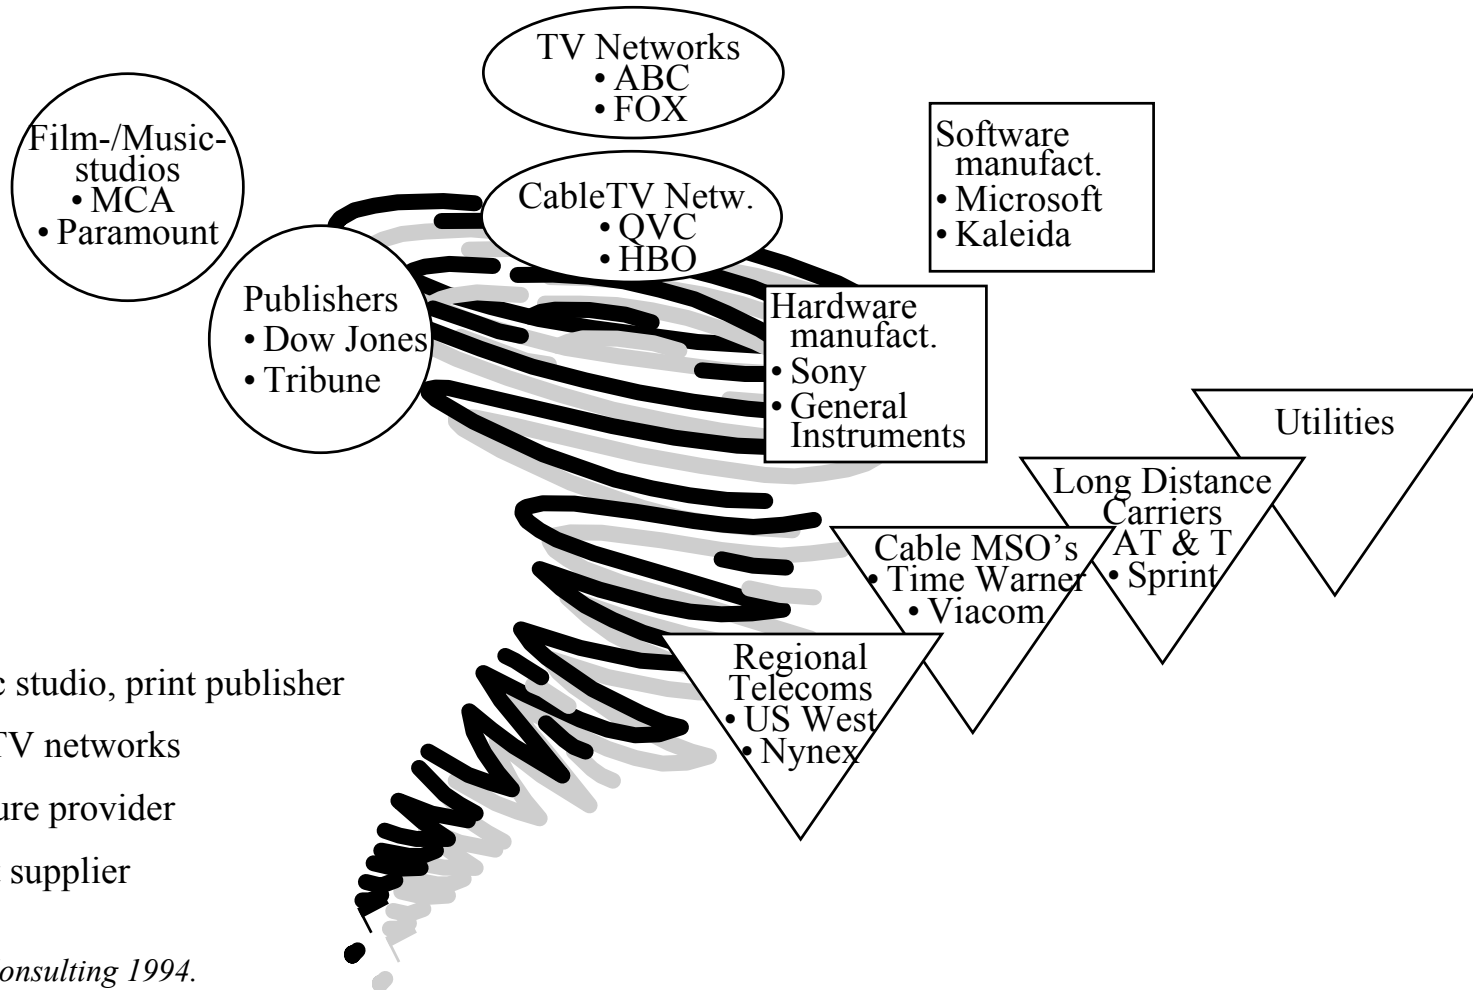 TV Networks
• ABC
• FOX
Film-/Music-
studios
• MCA
• Paramount
CableTV Netw.
• QVC
• HBO
Software
manufact.
• Microsoft
• Kaleida
Publishers
• Dow Jones
• Tribune
Hardware
manufact.
• Sony
• General
Instruments
Utilities
Long Distance
Carriers
AT & T
• Sprint
Cable MSO’s
• Time Warner
• Viacom
Regional
Telecoms
• US West
• Nynex
studio, print publisher
TV networks
ure provider
supplier
onsulting 1994.